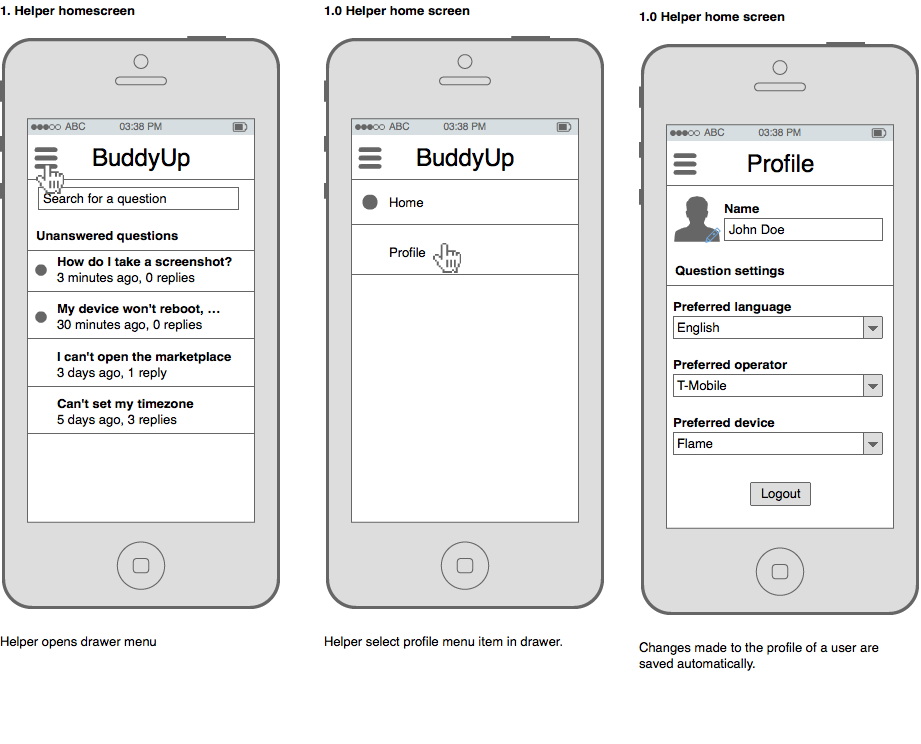 1. Helper homescreen
ABC 03:38 PM
BuddyUp
Search for a question
Unanswered questions
How do I take a screenshot?
3 minutes ago, 0 replies
My device won't reboot, ...
30 minutes ago, 0 replies
I can't open the marketplace
3 days ago, 1 reply
Can't set my timezone
5 days ago, 3 replies
Helper opens drawer menu
1.0 Helper home screen
ABC 03:38 PM
BuddyUp
Home
Profile
Helper select profile menu item in drawer.
1.0 Helper home screen
ABC 03:38 PM
Profile
Name
John Doe
Question settings
Preferred language
English
Preferred operator
T-Mobile
Preferred device
Flame
Logout
Changes made to the profile of a user are
saved automatically.